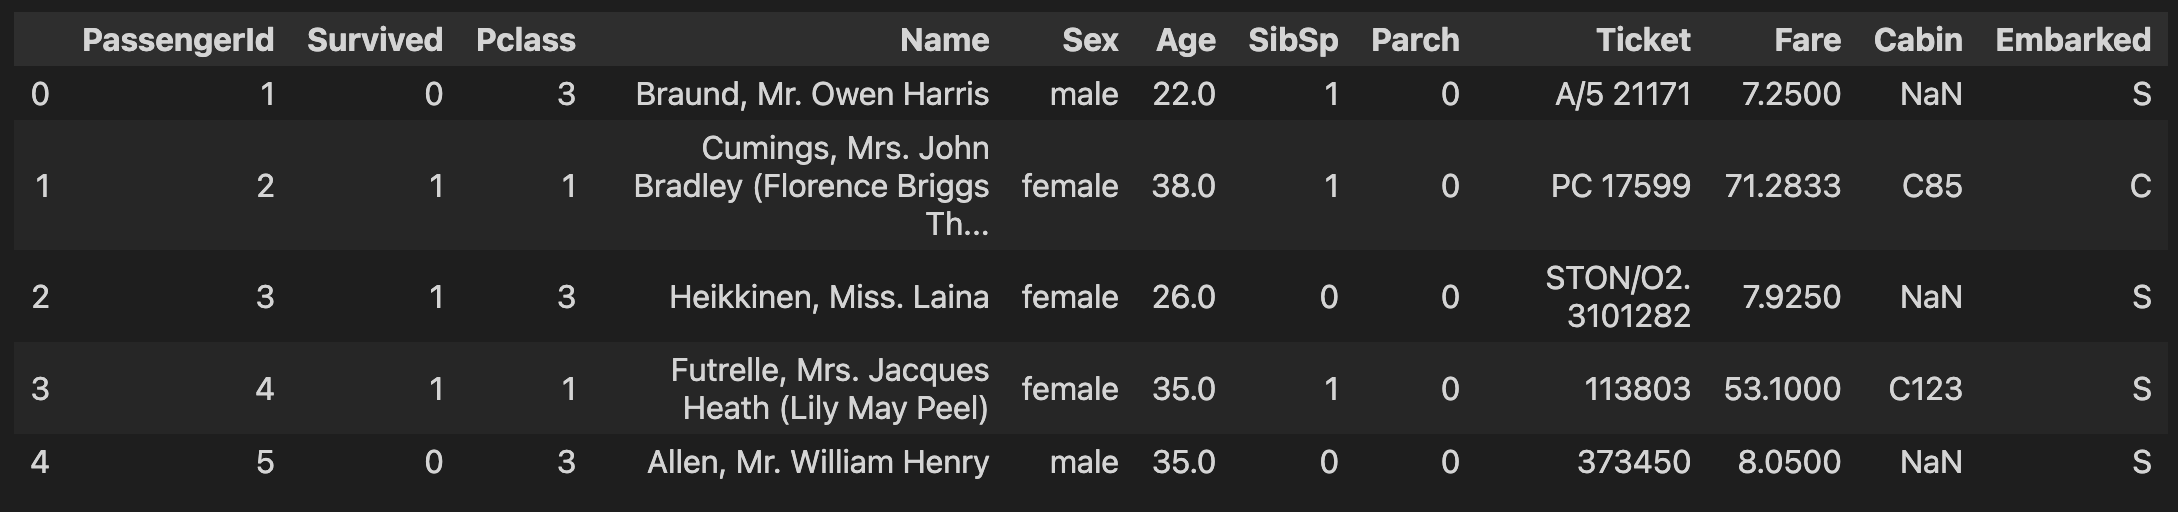 PassengerId Survived Pclass Name Sex Age SibSp Parch Ticket Fare Cabin Embarked
0 1 0 3 Braund, Mr. Owen Harris male 22.0 1 0 A/5 21171 7.2500 NaN S
1 2 1 1 Cumings, Mrs. John
Bradley (Florence Briggs
Th... female 38.0 1 0 PC 17599 71.2833 C85 C
2 3 1 3 Heikkinen, Miss. Laina female 26.0 0 0 STON/O2.
3101282 7.9250 NaN S
3 4 1 1 Futrelle, Mrs. Jacques
Heath (Lily May Peel) female 35.0 1 0 113803 53.1000 C123 S
4 5 0 3 Allen, Mr. William Henry male 35.0 0 0 373450 8.0500 NaN S